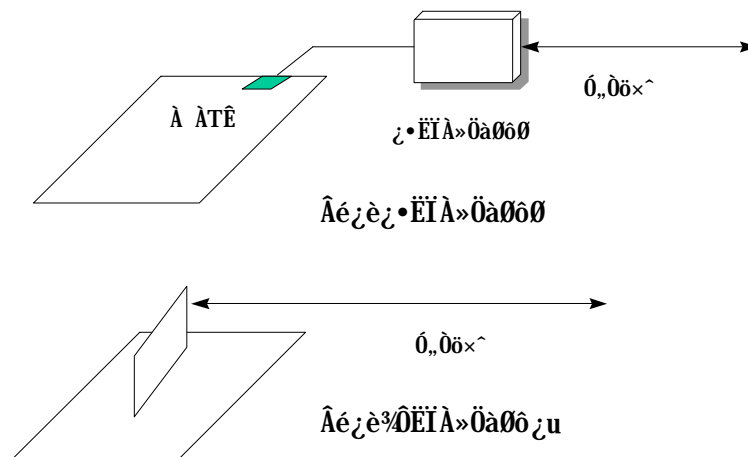 À ÀTÊ
Ó„Òö×ˆ
¿•ËÏÀ»ÖàØôØ
Âé¿è¿•ËÏÀ»ÖàØôØ
Ó„Òö×ˆ
Âé¿è¾ÔËÏÀ»ÖàØô¿u